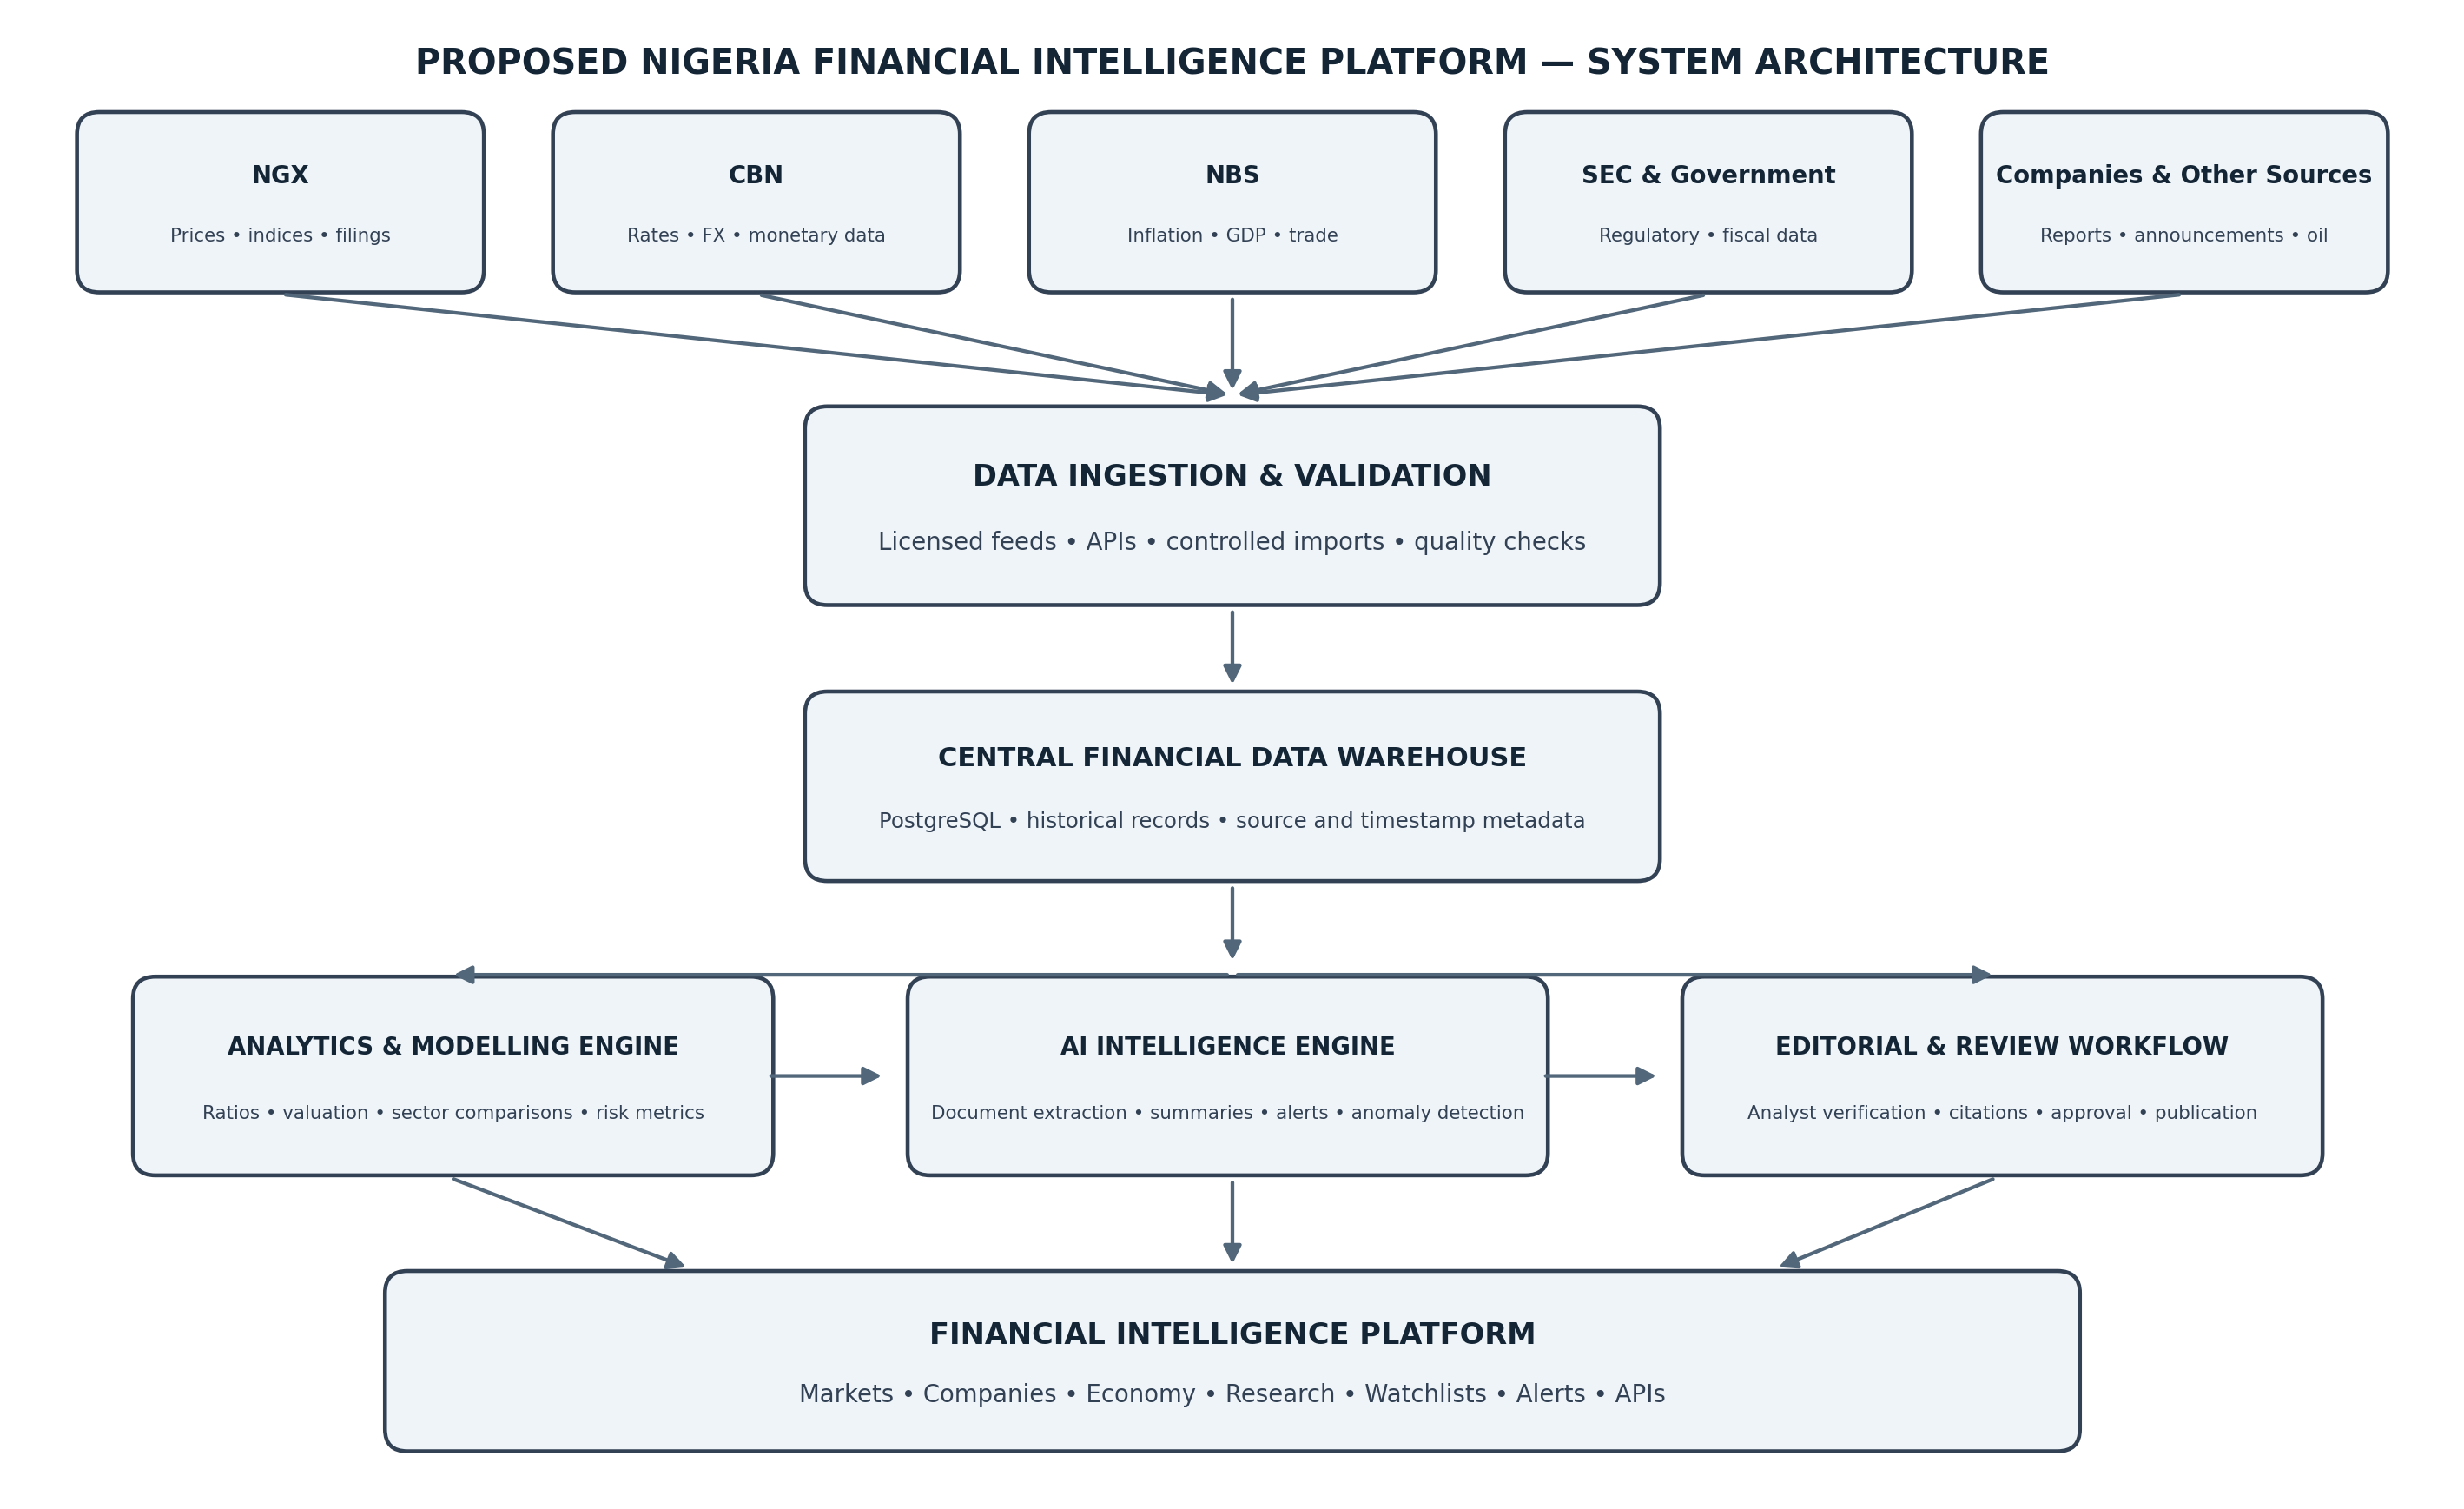 PROPOSED NIGERIA FINANCIAL INTELLIGENCE PLATFORM — SYSTEM ARCHITECTURE
NGX
Prices • indices • filings
CBN
Rates • FX • monetary data
NBS
Inflation • GDP • trade
SEC & Government
Regulatory • fiscal data
Companies & Other Sources
Reports • announcements • oil
DATA INGESTION & VALIDATION
Licensed feeds • APIs • controlled imports • quality checks
CENTRAL FINANCIAL DATA WAREHOUSE
PostgreSQL • historical records • source and timestamp metadata
ANALYTICS & MODELLING ENGINE
Ratios • valuation • sector comparisons • risk metrics
AI INTELLIGENCE ENGINE
Document extraction • summaries • alerts • anomaly detection
EDITORIAL & REVIEW WORKFLOW
Analyst verification • citations • approval • publication
FINANCIAL INTELLIGENCE PLATFORM
Markets • Companies • Economy • Research • Watchlists • Alerts • APIs